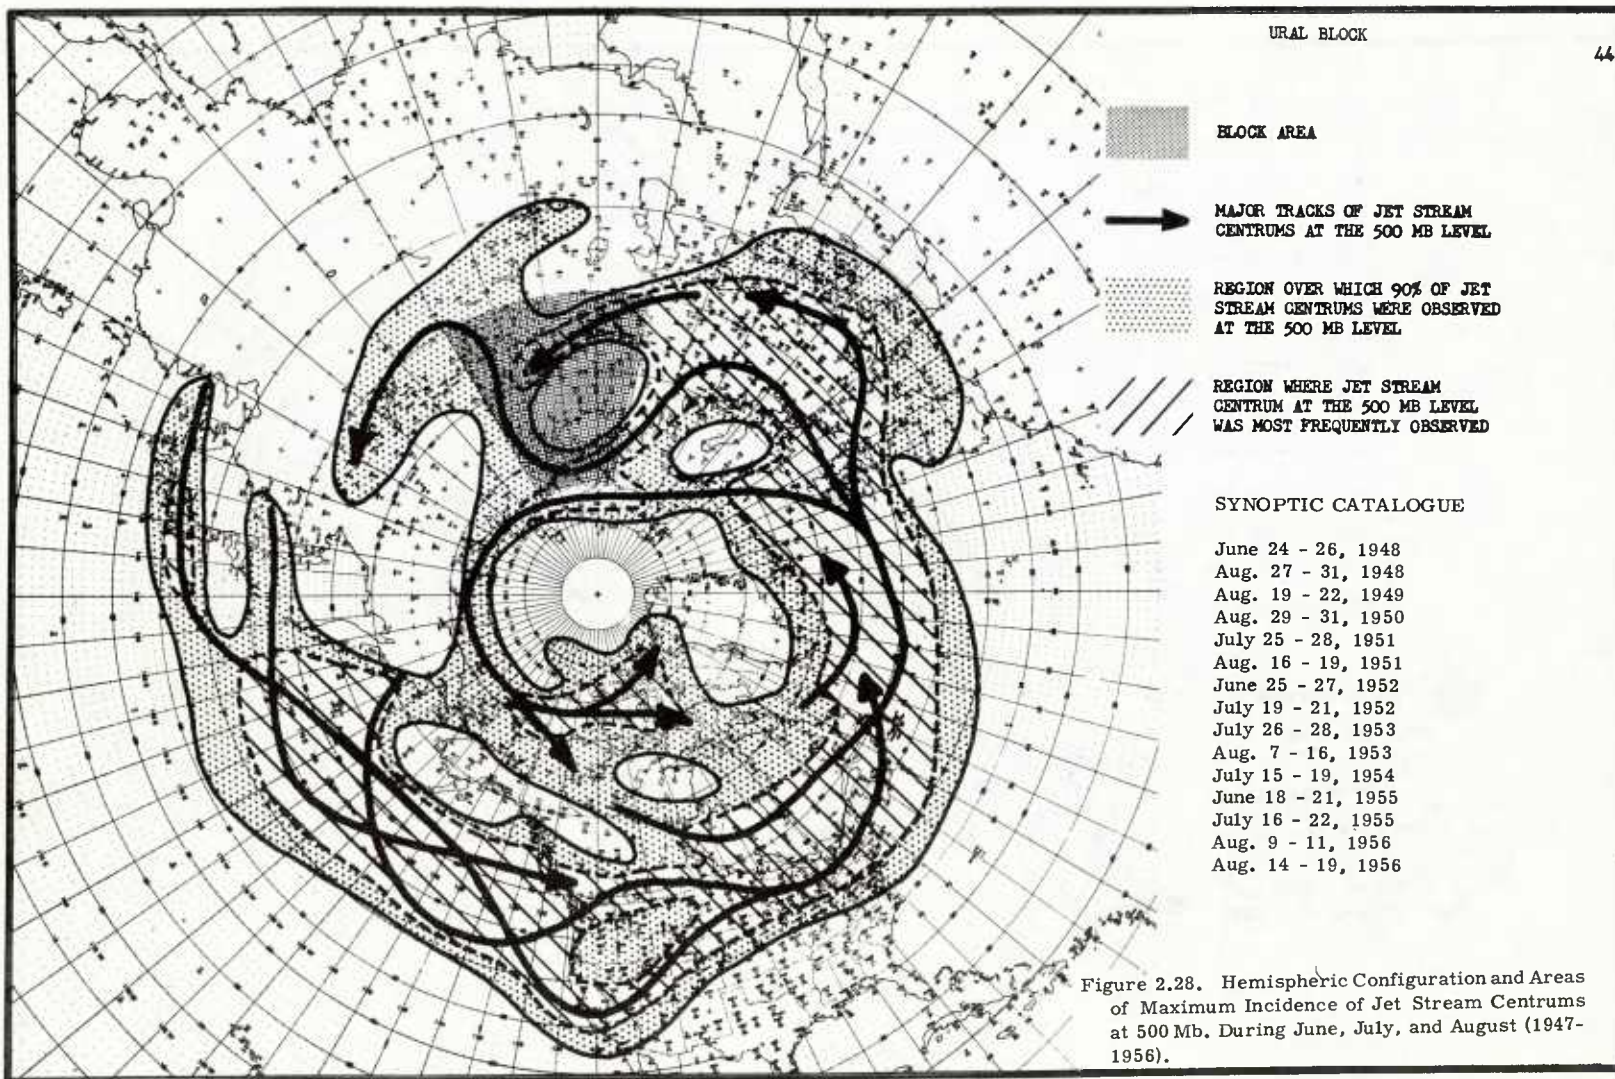 URAL BLOCK
44
BLOCK AREA
MAJOR TRACKS OF JET STREAM
CENTRUMS AT THE 500 MB LEVEL
REGION OVER WHICH 90% OF JET
STREAM CENTRUMS WERE OBSERVED
AT THE 500 MB LEVEL
REGION WHERE JET STREAM
CENTRUM AT THE 500 MB LEVEL
WAS MOST FREQUENTLY OBSERVED
SYNOPTIC CATALOGUE
June 24 - 26, 1948
Aug. 27 - 31, 1948
Aug. 19 - 22, 1949
Aug. 29 - 31, 1950
July 25 - 28, 1951
Aug. 16 - 19, 1951
June 25 - 27, 1952
July 19 - 21, 1952
July 26 - 28, 1953
Aug. 7 - 16, 1953
July 15 - 19, 1954
June 18 - 21, 1955
July 16 - 22, 1955
Aug. 9 - 11, 1956
Aug. 14 - 19, 1956
Figure 2.28. Hemispheric Configuration and Areas
of Maximum Incidence of Jet Stream Centrums
at 500 Mb. During June, July, and August (1947-
1956).